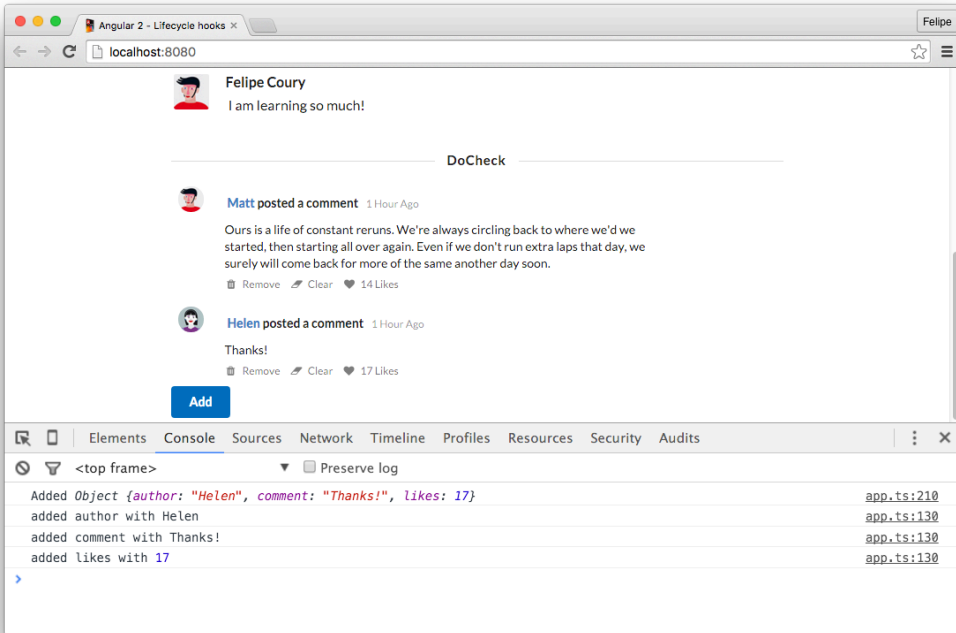 Angular 2 - Lifecycle hooks ×
Felipe
localhost:8080
Felipe Coury
I am learning so much!
DoCheck
Matt posted a comment 1 Hour Ago
Ours is a life of constant reruns. We're always circling back to where we'd we
started, then starting all over again. Even if we don't run extra laps that day, we
surely will come back for more of the same another day soon.
Remove Clear 14 Likes
Helen posted a comment 1 Hour Ago
Thanks!
Remove Clear 17 Likes
Add
Elements Console Sources Network Timeline Profiles Resources Security Audits
<top frame> Preserve log
Added Object {author: "Helen", comment: "Thanks!", likes: 17} app.ts:210
added author with Helen app.ts:130
added comment with Thanks! app.ts:130
added likes with 17 app.ts:130